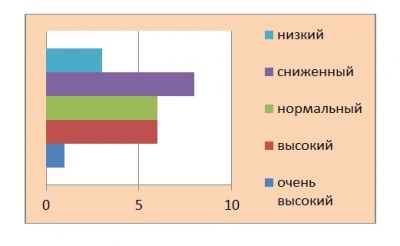 низкий
сниженный
нормальный
высокий
очень
высокий
0 5 10